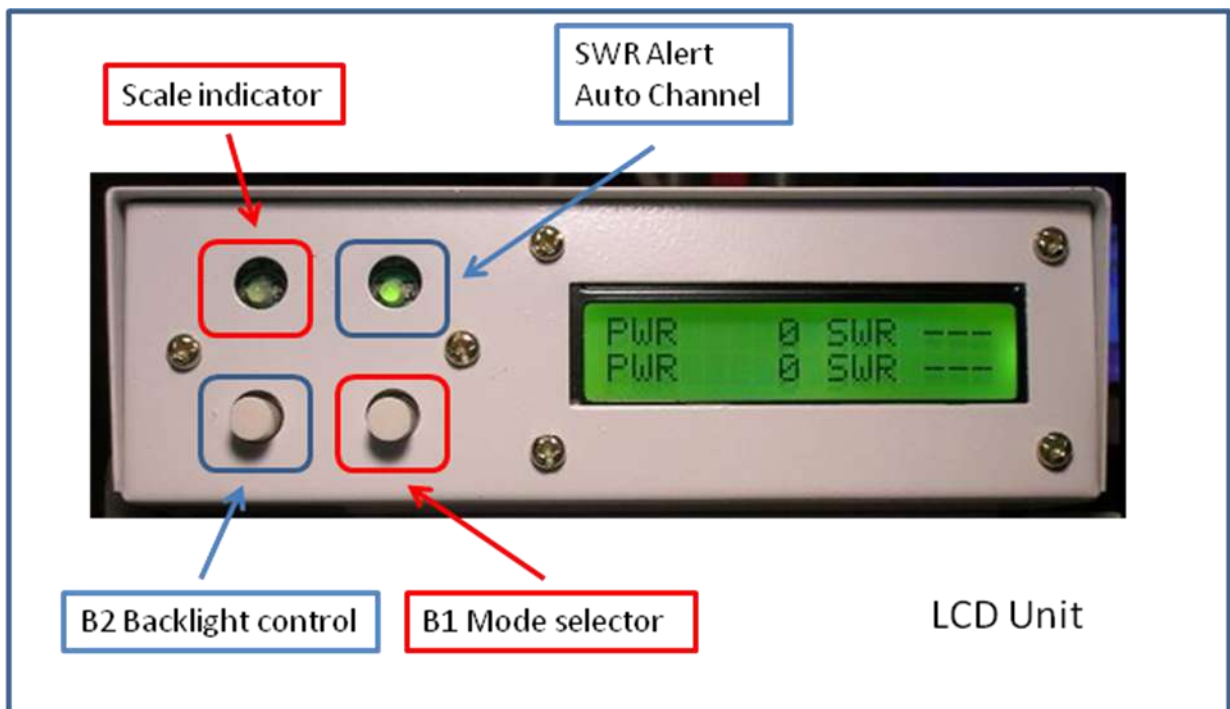 SWR Alert
Auto Channel
Scale indicator
PWR 0 SWR ---
PWR 0 SWR ---
B2 Backlight control
B1 Mode selector
LCD Unit